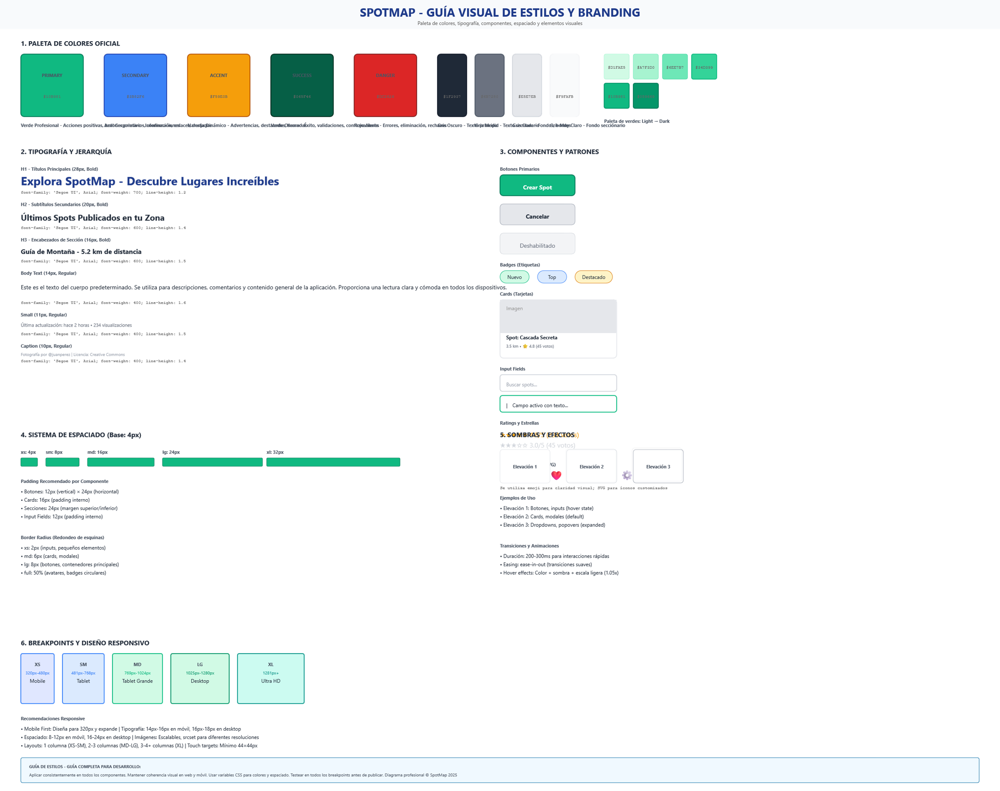 SPOTMAP - GUÍA VISUAL DE ESTILOS Y BRANDING
Paleta de colores, tipografía, componentes, espaciado y elementos visuales
1. PALETA DE COLORES OFICIAL
PRIMARY
SECONDARY
ACCENT
SUCCESS
DANGER
#F59E0B
#065F46
#1F2937
#E5E7EB
#F9FAFB
#D1FAE5
#A7F3D0
#6EE7B7
#34D399
Verde Profesional - Acciones positivas,
Paleta de verdes: Light → Dark
2. TIPOGRAFÍA Y JERARQUÍA
H1 - Títulos Principales (28px, Bold)
Explora SpotMap - Descubre Lugares Increíbles
font-family: 'Segoe UI', Arial; font-weight: 700; line-height: 1.2
H2 - Subtítulos Secundarios (20px, Bold)
Últimos Spots Publicados en tu Zona
font-family: 'Segoe UI', Arial; font-weight: 600; line-height: 1.4
H3 - Encabezados de Sección (16px, Bold)
Guía de Montaña - 5.2 km de distancia
font-family: 'Segoe UI', Arial; font-weight: 600; line-height: 1.5
Body Text (14px, Regular)
Este es el texto del cuerpo predeterminado. Se utiliza para descripciones, comentarios y contenido general de la aplicación. Proporciona una lectura clara y cómoda en todos los dispositivos.
font-family: 'Segoe UI', Arial; font-weight: 400; line-height: 1.6
Small (11px, Regular)
Última actualización: hace 2 horas • 234 visualizaciones
font-family: 'Segoe UI', Arial; font-weight: 400; line-height: 1.5
Caption (10px, Regular)
Fotografía por @juanperez | Licencia: Creative Commons
font-family: 'Segoe UI', Arial; font-weight: 400; line-height: 1.4
3. COMPONENTES Y PATRONES
Botones Primarios
Crear Spot
Cancelar
Deshabilitado
Badges (Etiquetas)
Nuevo
Top
Destacado
Cards (Tarjetas)
Imagen
Spot: Cascada Secreta
3.5 km • ⭐ 4.8 (45 votos)
Input Fields
Buscar spots...
| Campo activo con texto...
Ratings y Estrellas
4. SISTEMA DE ESPACIADO (Base: 4px)
xs: 4px
sm: 8px
md: 16px
lg: 24px
xl: 32px
Padding Recomendado por Componente
• Botones: 12px (vertical) × 24px (horizontal)
• Cards: 16px (padding interno)
• Secciones: 24px (margen superior/inferior)
• Input Fields: 12px (padding interno)
Border Radius (Redondeo de esquinas)
• xs: 2px (inputs, pequeños elementos)
• md: 6px (cards, modales)
• lg: 8px (botones, contenedores principales)
• full: 50% (avatares, badges circulares)
5. SOMBRAS Y EFECTOS
★★★☆☆ 3.0/5 (45 votos)
Elevación 1
Elevación 2
Elevación 3
Se utiliza emoji para claridad visual; SVG para íconos customizados
Ejemplos de Uso
• Elevación 1: Botones, inputs (hover state)
• Elevación 2: Cards, modales (default)
• Elevación 3: Dropdowns, popovers (expanded)
Transiciones y Animaciones
• Duración: 200-300ms para interacciones rápidas
• Easing: ease-in-out (transiciones suaves)
• Hover effects: Color + sombra + escala ligera (1.05x)
6. BREAKPOINTS Y DISEÑO RESPONSIVO
XS
320px-480px
Mobile
SM
481px-768px
Tablet
MD
769px-1024px
Tablet Grande
LG
1025px-1280px
Desktop
XL
1281px+
Ultra HD
Recomendaciones Responsive
• Mobile First: Diseña para 320px y expande | Tipografía: 14px-16px en móvil, 16px-18px en desktop
• Espaciado: 8-12px en móvil, 16-24px en desktop | Imágenes: Escalables, srcset para diferentes resoluciones
• Layouts: 1 columna (XS-SM), 2-3 columnas (MD-LG), 3-4+ columnas (XL) | Touch targets: Mínimo 44×44px
GUÍA DE ESTILOS - GUÍA COMPLETA PARA DESARROLLO:
Aplicar consistentemente en todos los componentes. Mantener coherencia visual en web y móvil. Usar variables CSS para colores y espaciado. Testear en todos los breakpoints antes de publicar. Diagrama profesional © SpotMap 2025